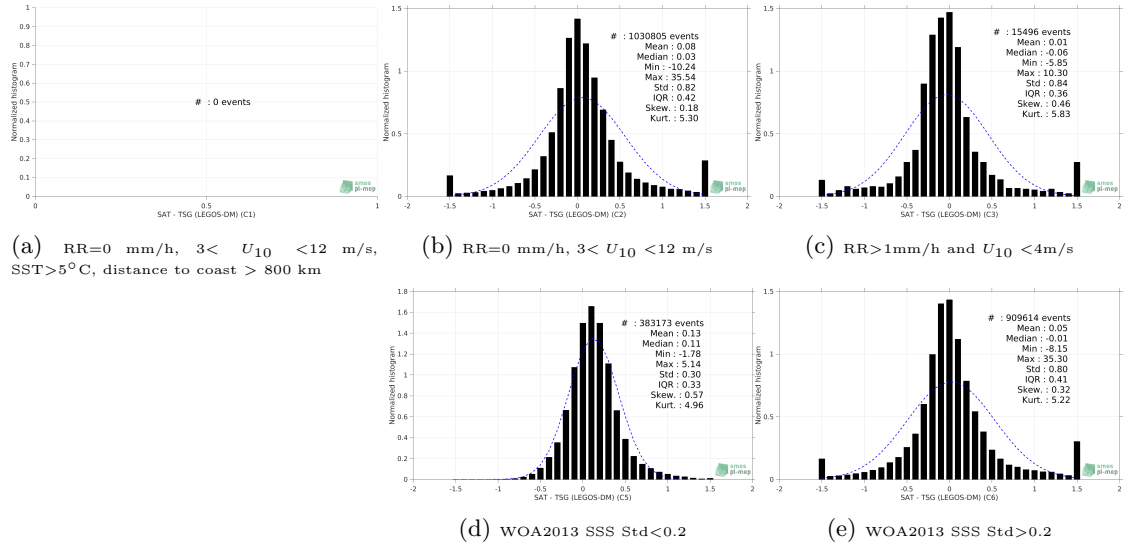 1
0.9
0.8
0.7
0.6
0.5
0.4
0.3
0.2
0.1
0
Normalized histogram
# : 0 events
smos
pi-mep
0 0.5 1
SAT - TSG (LEGOS-DM) (C1)
(a) RR=0 mm/h, 3< U10 <12 m/s,
SST>5°C, distance to coast > 800 km
1.5
1
0.5
0
Normalized histogram
# : 1030805 events
Mean : 0.08
Median : 0.03
Min : -10.24
Max : 35.54
Std : 0.82
IQR : 0.42
Skew. : 0.18
Kurt. : 5.30
smos
pi-mep
-2 -1.5 -1 -0.5 0 0.5 1 1.5 2
SAT - TSG (LEGOS-DM) (C2)
(b) RR=0 mm/h, 3< U10 <12 m/s
1.5
1
0.5
0
Normalized histogram
# : 15496 events
Mean : 0.01
Median : -0.06
Min : -5.85
Max : 10.30
Std : 0.84
IQR : 0.36
Skew. : 0.46
Kurt. : 5.83
smos
pi-mep
-2 -1.5 -1 -0.5 0 0.5 1 1.5 2
SAT - TSG (LEGOS-DM) (C3)
(c) RR>1mm/h and U10 <4m/s
1.8
1.6
1.4
1.2
1
0.8
0.6
0.4
0.2
0
Normalized histogram
# : 383173 events
Mean : 0.13
Median : 0.11
Min : -1.78
Max : 5.14
Std : 0.30
IQR : 0.33
Skew. : 0.57
Kurt. : 4.96
smos
pi-mep
-2 -1.5 -1 -0.5 0 0.5 1 1.5 2
SAT - TSG (LEGOS-DM) (C5)
(d) WOA2013 SSS Std<0.2
1.5
1
0.5
0
Normalized histogram
# : 909614 events
Mean : 0.05
Median : -0.01
Min : -8.15
Max : 35.30
Std : 0.80
IQR : 0.41
Skew. : 0.32
Kurt. : 5.22
smos
pi-mep
-2 -1.5 -1 -0.5 0 0.5 1 1.5 2
SAT - TSG (LEGOS-DM) (C6)
(e) WOA2013 SSS Std>0.2